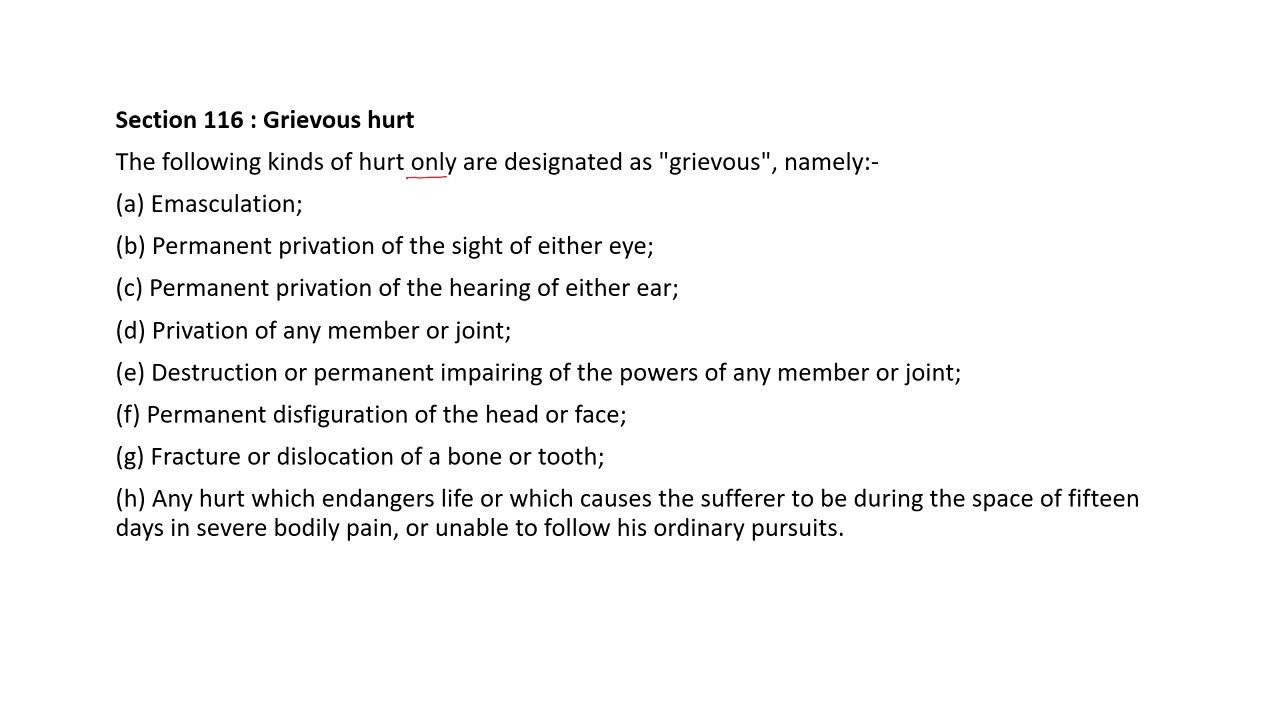 Section 116 : Grievous hurt
The following kinds of hurt only are designated as "grievous", namely:-
(a) Emasculation;
(b) Permanent privation of the sight of either eye;
(c) Permanent privation of the hearing of either ear;
(d) Privation of any member or joint;
(e) Destruction or permanent impairing of the powers of any member or joint;
(f) Permanent disfiguration of the head or face;
(g) Fracture or dislocation of a bone or tooth;
(h) Any hurt which endangers life or which causes the sufferer to be during the space of fifteen
days in severe bodily pain, or unable to follow his ordinary pursuits.